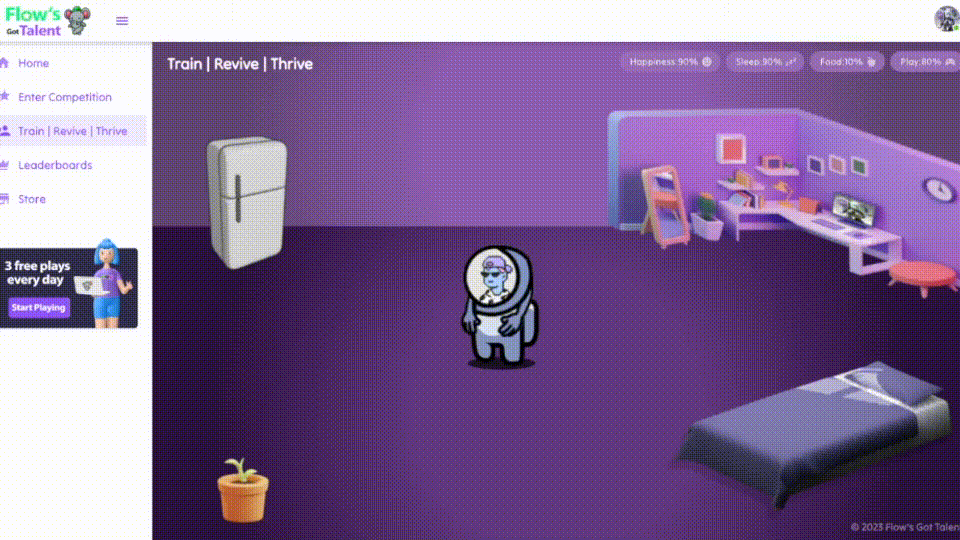 Flow's
Got Talent
Home
Enter Competition
Train | Revive | Thrive
Leaderboards
Store
3 free plays
every day
Start Playing
Train | Revive | Thrive
Happiness:90%
Sleep:90%
Food:10%
Play:80%
© 2023 Flow's Got Talen